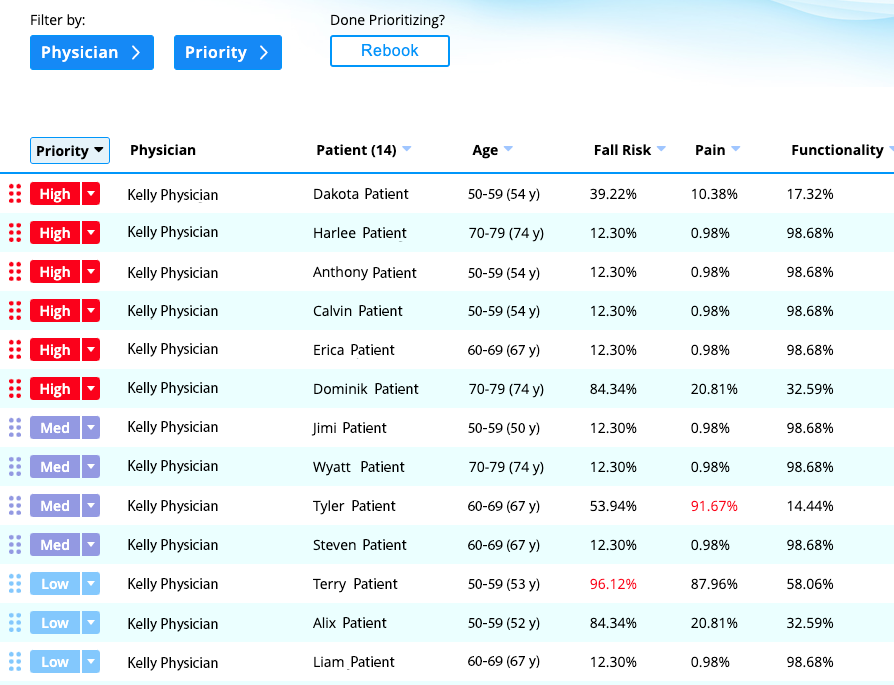 Filter by: Done Prioritizing?
Physician Priority Rebook
Priority Physician Patient (14) Age Fall Risk Pain Functionality
High Kelly Physician Dakota Patient 50-59 (54 y) 39.22% 10.38% 17.32%
High Kelly Physician Harlee Patient 70-79 (74 y) 12.30% 0.98% 98.68%
High Kelly Physician Anthony Patient 50-59 (54 y) 12.30% 0.98% 98.68%
High Kelly Physician Calvin Patient 50-59 (54 y) 12.30% 0.98% 98.68%
High Kelly Physician Erica Patient 60-69 (67 y) 12.30% 0.98% 98.68%
High Kelly Physician Dominik Patient 70-79 (74 y) 84.34% 20.81% 32.59%
Med Kelly Physician Jimi Patient 50-59 (50 y) 12.30% 0.98% 98.68%
Med Kelly Physician Wyatt Patient 70-79 (74 y) 12.30% 0.98% 98.68%
Med Kelly Physician Tyler Patient 60-69 (67 y) 53.94% 91.67% 14.44%
Med Kelly Physician Steven Patient 60-69 (67 y) 12.30% 0.98% 98.68%
Low Kelly Physician Terry Patient 50-59 (53 y) 96.12% 87.96% 58.06%
Low Kelly Physician Alix Patient 50-59 (52 y) 84.34% 20.81% 32.59%
Low Kelly Physician Liam Patient 60-69 (67 y) 12.30% 0.98% 98.68%